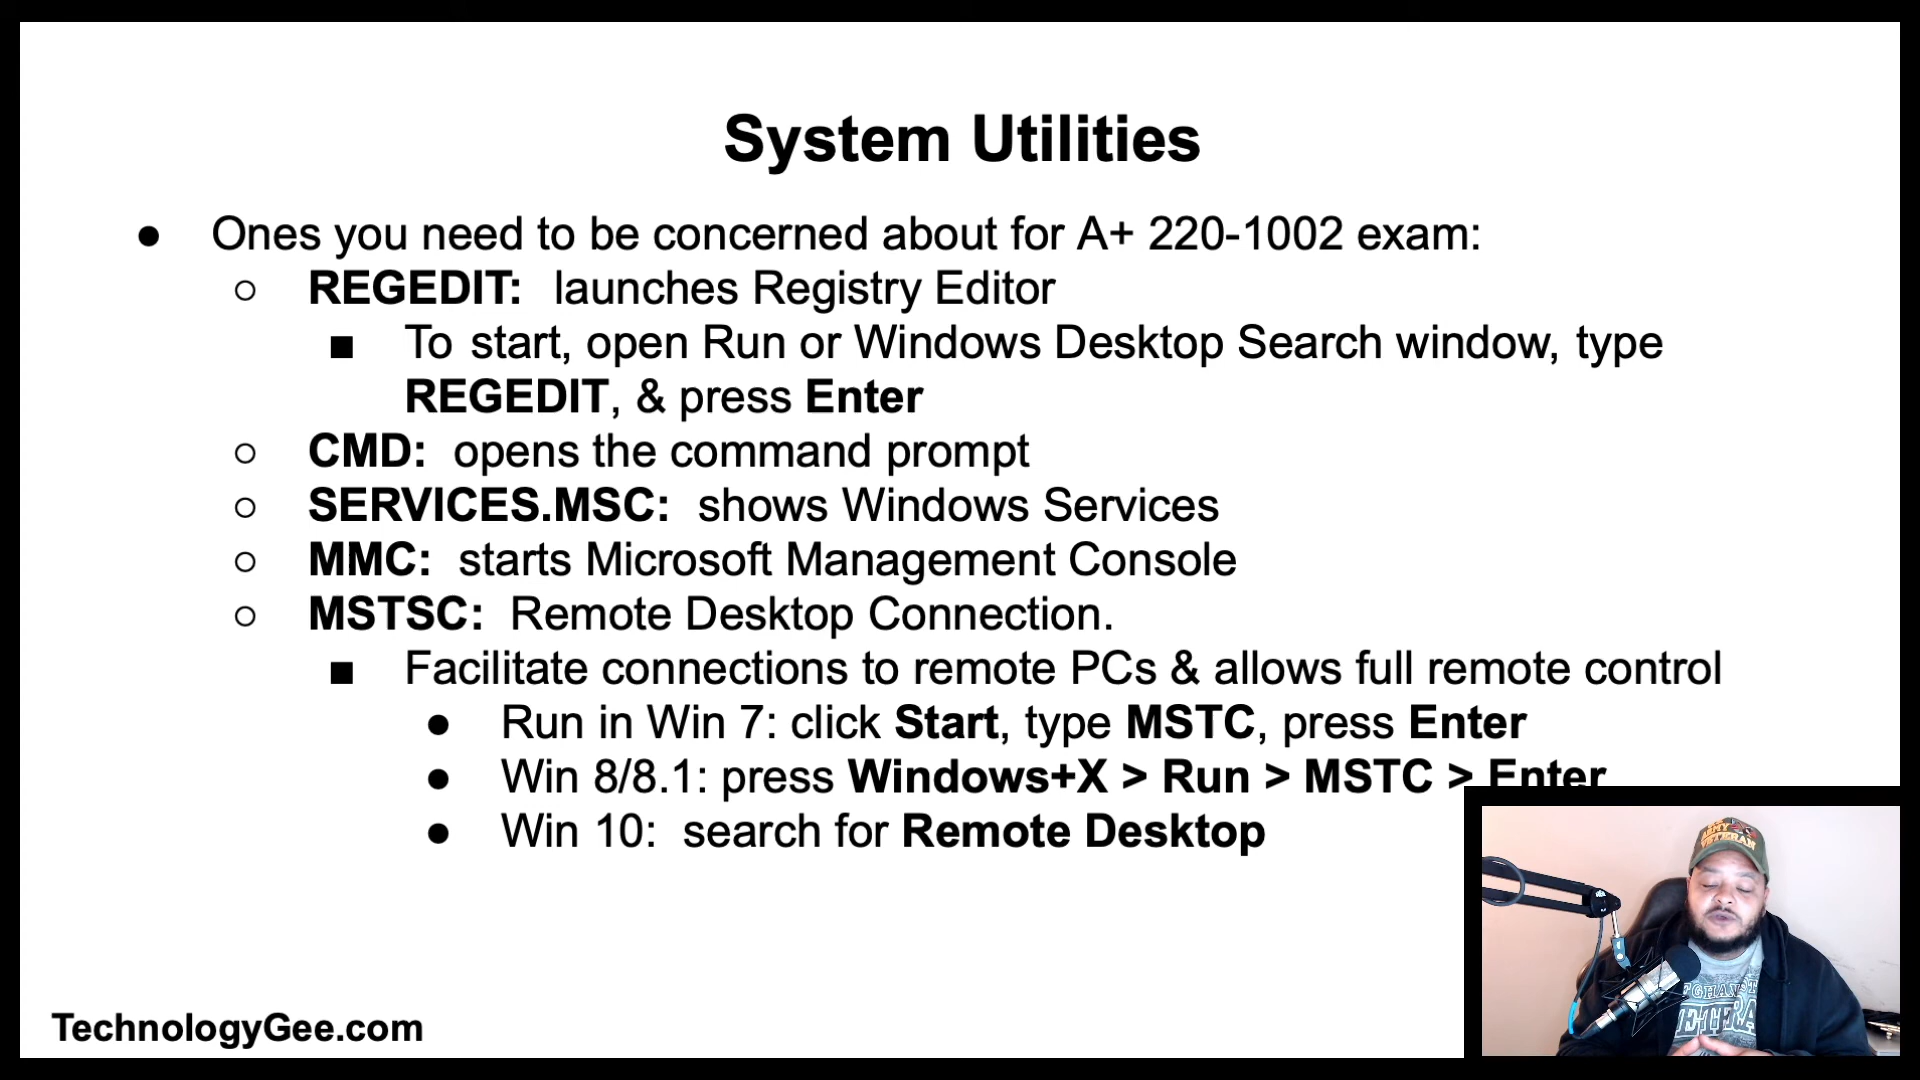 System Utilities
● Ones you need to be concerned about for A+ 220-1002 exam:
○ REGEDIT: launches Registry Editor
■ To start, open Run or Windows Desktop Search window, type
REGEDIT, & press Enter
○ CMD: opens the command prompt
○ SERVICES.MSC: shows Windows Services
○ MMC: starts Microsoft Management Console
○ MSTSC: Remote Desktop Connection.
■ Facilitate connections to remote PCs & allows full remote control
● Run in Win 7: click Start, type MSTC, press Enter
● Win 8/8.1: press Windows+X > Run > MSTC > Enter
● Win 10: search for Remote Desktop
ARMY
VETERAN
TechnologyGee.com